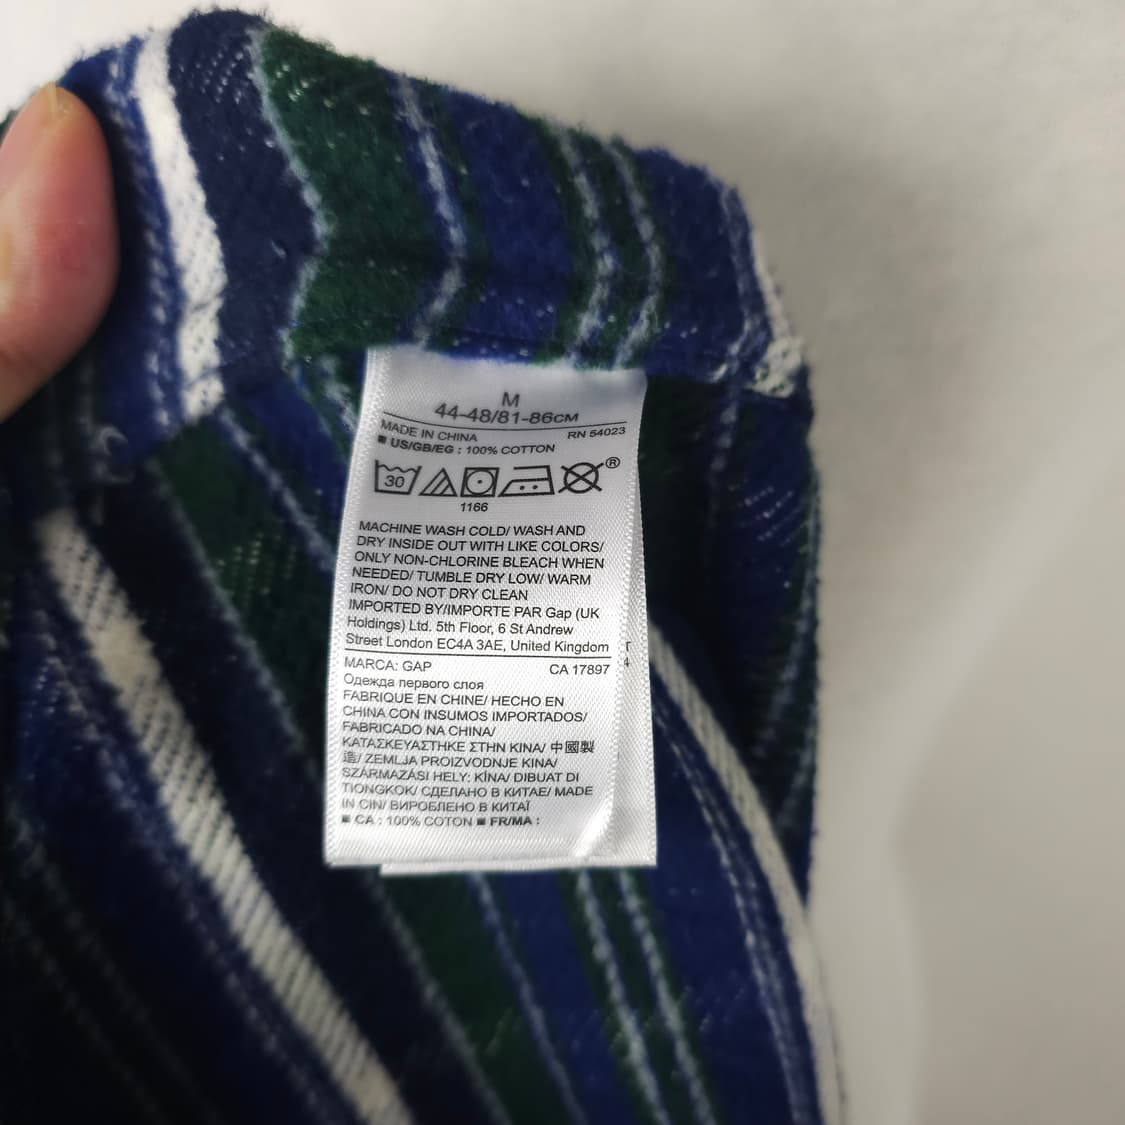 M
44-48/81-86CM
MADE IN CHINA RN 54023
■ US/GB/EG : 100% COTTON
30 ®
1166
MACHINE WASH COLD/ WASH AND
DRY INSIDE OUT WITH LIKE COLORS/
ONLY NON-CHLORINE BLEACH WHEN
NEEDED/ TUMBLE DRY LOW/ WARM
IRON/ DO NOT DRY CLEAN
IMPORTED BY/IMPORTE PAR Gap (UK
Holdings) Ltd. 5th Floor, 6 St Andrew
Street London EC4A 3AE, United Kingdom
MARCA: GAP CA 17897
Одежда первого слоя
FABRIQUE EN CHINE/ HECHO EN
CHINA CON INSUMOS IMPORTADOS/
FABRICADO NA CHINA/
ΚΑΤΑΣΚΕΥΑΣΤΗΚΕ ΣΤΗΝ ΚΙΝΑ/ 中國製
造/ ZEMLJA PROIZVODNJE KINA/
SZÁRMAZÁSI HELY: KÍNA/ DIBUAT DI
TIONGKOK/ СДЕЛАНО В КИТАЕ/ MADE
IN CIN/ ВИРОБЛЕНО В КИТАЇ
■ CA : 100% COTON ■ FR/MA :